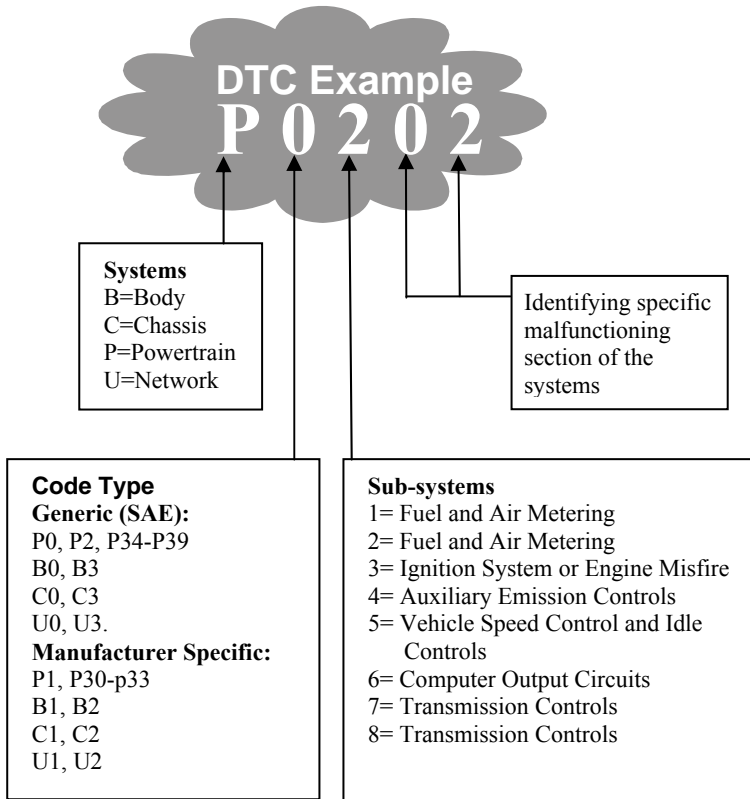 DTC Example
P 0 2 0 2
Systems
B=Body
C=Chassis
P=Powertrain
U=Network
Identifying specific
malfunctioning
section of the
systems
Code Type
Generic (SAE):
P0, P2, P34-P39
B0, B3
C0, C3
U0, U3.
Manufacturer Specific:
P1, P30-p33
B1, B2
C1, C2
U1, U2
Sub-systems
1= Fuel and Air Metering
2= Fuel and Air Metering
3= Ignition System or Engine Misfire
4= Auxiliary Emission Controls
5= Vehicle Speed Control and Idle
Controls
6= Computer Output Circuits
7= Transmission Controls
8= Transmission Controls